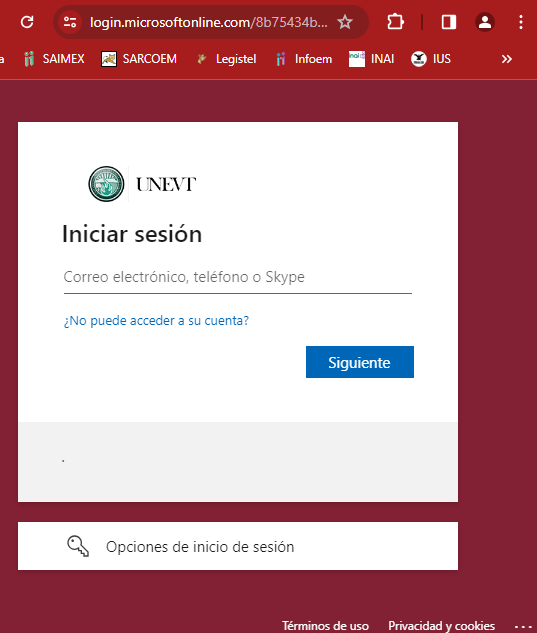 login.microsoftonline.com/8b75434b...
a SAIMEX SARCOEM Legistel Infoem INAI IUS »
UNEVT
Iniciar sesión
Correo electrónico, teléfono o Skype
¿No puede acceder a su cuenta?
Siguiente
.
Opciones de inicio de sesión
Términos de uso Privacidad y cookies ...